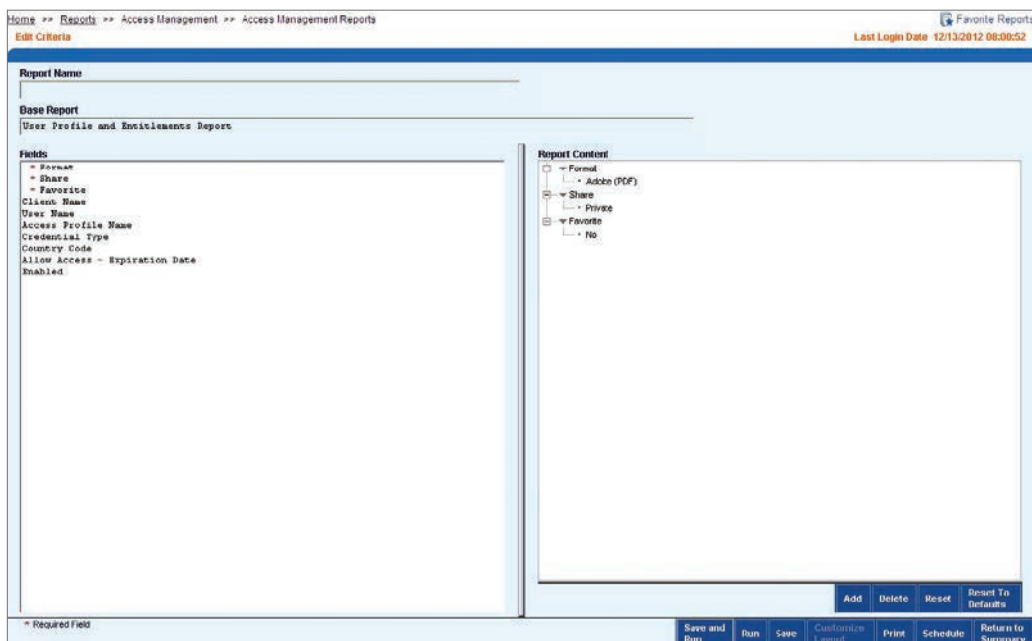 Home >> Reports >> Access Management >> Access Management Reports
Favorite Reports
Edit Criteria
Last Login Date 12/13/2012 08:00:52
Report Name
Base Report
User Profile and Entitlements Report
Fields
* Format
* Share
* Favorite
Client Name
User Name
Access Profile Name
Credential Type
Country Code
Allow Access - Expiration Date
Enabled
Report Content
Format
Adobe (PDF)
Share
Private
Favorite
No
Add
Delete
Reset
Reset To
Defaults
* Required Field
Save and
Run
Run
Save
Customize
Layout
Print
Schedule
Return to
Summary